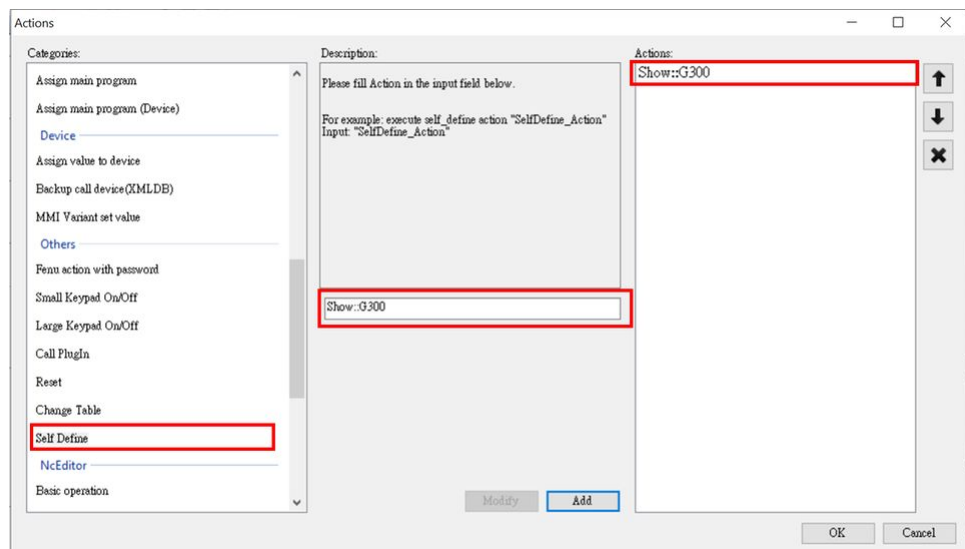 Actions
Categories:
Assign main program
Assign main program (Device)
Device
Assign value to device
Backup call device(XMLDB)
MMI Variant set value
Others
Fenu action with password
Small Keypad On/Off
Large Keypad On/Off
Call PlugIn
Reset
Change Table
Self Define
NcEditor
Basic operation
Description:
Please fill Action in the input field below.
For example: execute self_define action "SelfDefine_Action"
Input: "SelfDefine_Action"
Show::G300
Modify
Add
Actions:
Show::G300
OK
Cancel